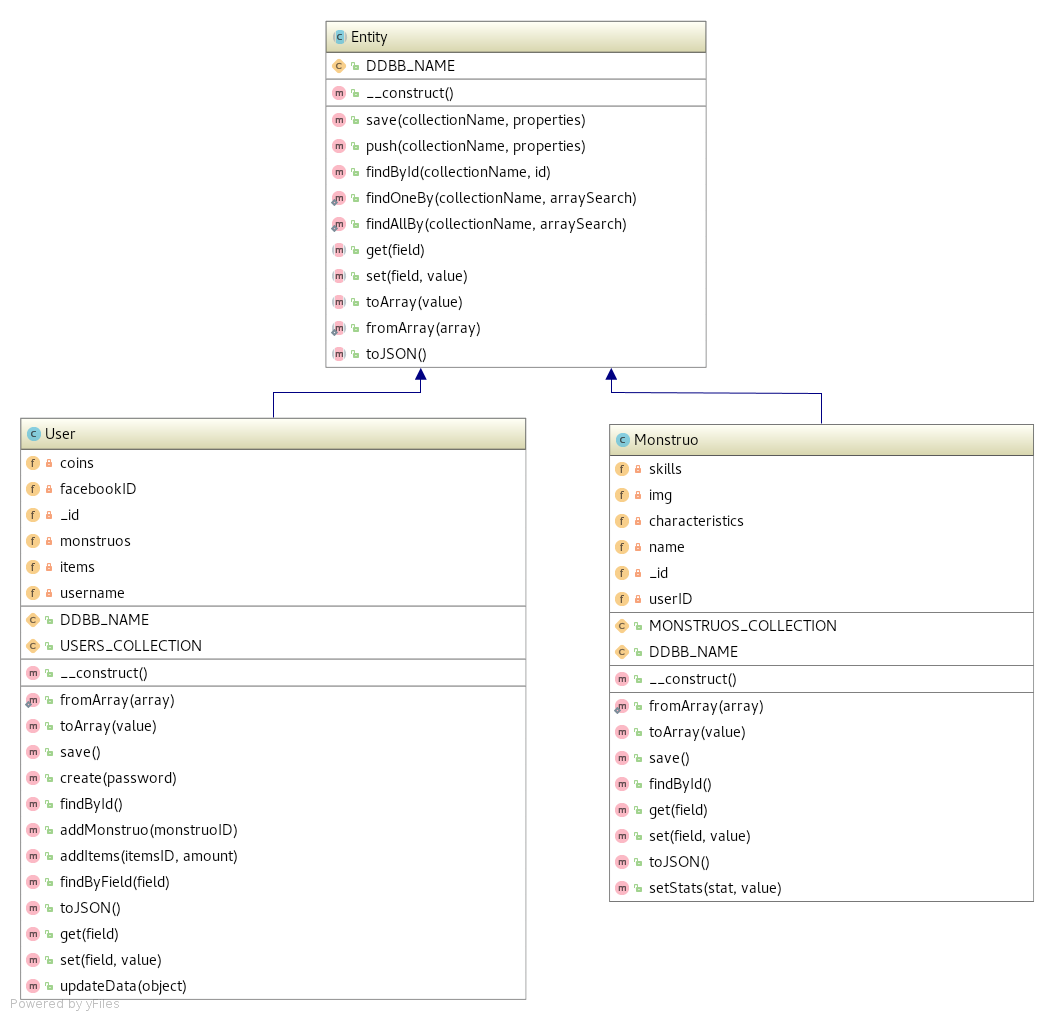 Entity
DDBB_NAME
__construct()
save(collectionName, properties)
push(collectionName, properties)
findById(collectionName, id)
findOneBy(collectionName, arraySearch)
findAllBy(collectionName, arraySearch)
get(field)
set(field, value)
toArray(value)
fromArray(array)
toJSON()
User
coins
facebookID
_id
monstruos
items
username
DDBB_NAME
USERS_COLLECTION
__construct()
fromArray(array)
toArray(value)
save()
create(password)
findById()
addMonstruo(monstruoID)
addItems(itemsID, amount)
findByField(field)
toJSON()
get(field)
set(field, value)
updateData(object)
Monstruo
skills
img
characteristics
name
_id
userID
MONSTRUOS_COLLECTION
DDBB_NAME
__construct()
fromArray(array)
toArray(value)
save()
findById()
get(field)
set(field, value)
toJSON()
setStats(stat, value)
Powered by yFiles